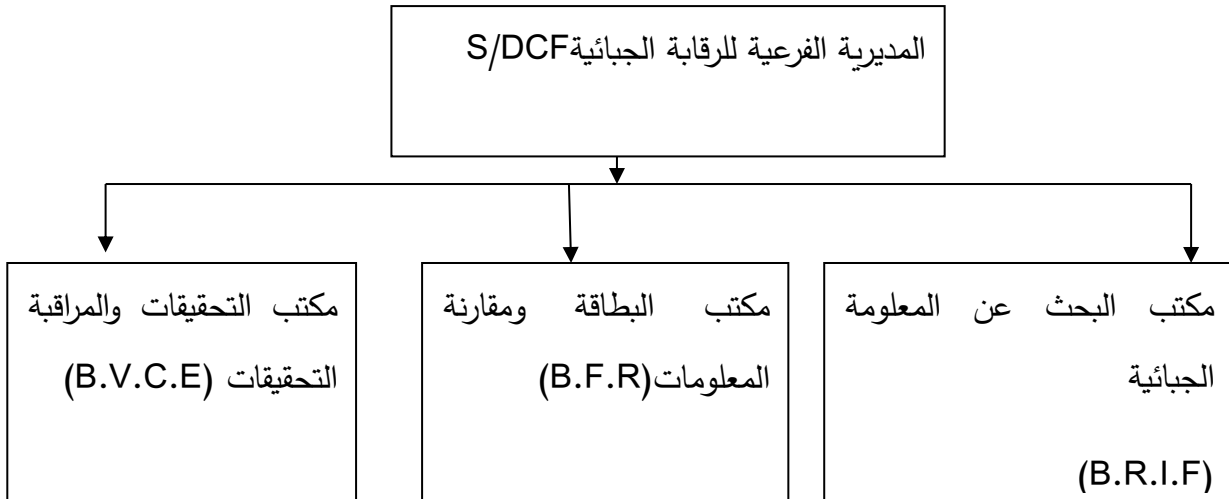 المديرية الفرعية للرقابة الجبائيةS/DCF
مكتب البحث عن المعلومة
الجبائية
(B.R.I.F)
مكتب البطاقة ومقارنة
المعلومات(B.F.R)
مكتب التحقيقات والمراقبة
التحقيقات (B.V.C.E)